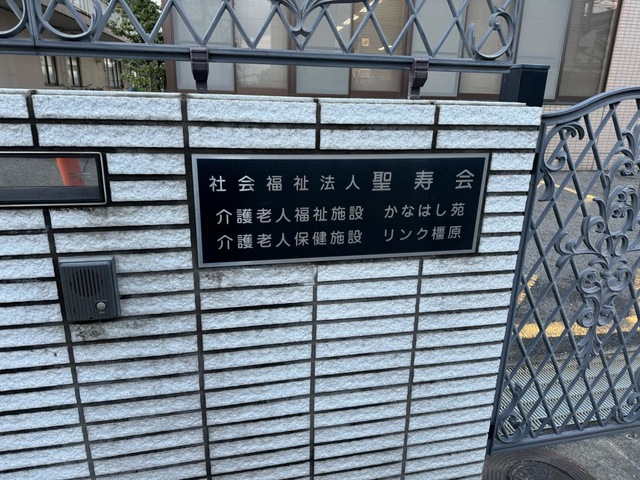 社会福祉法人 聖寿会
介護老人福祉施設 かなはし苑
介護老人保健施設 リンク橿原